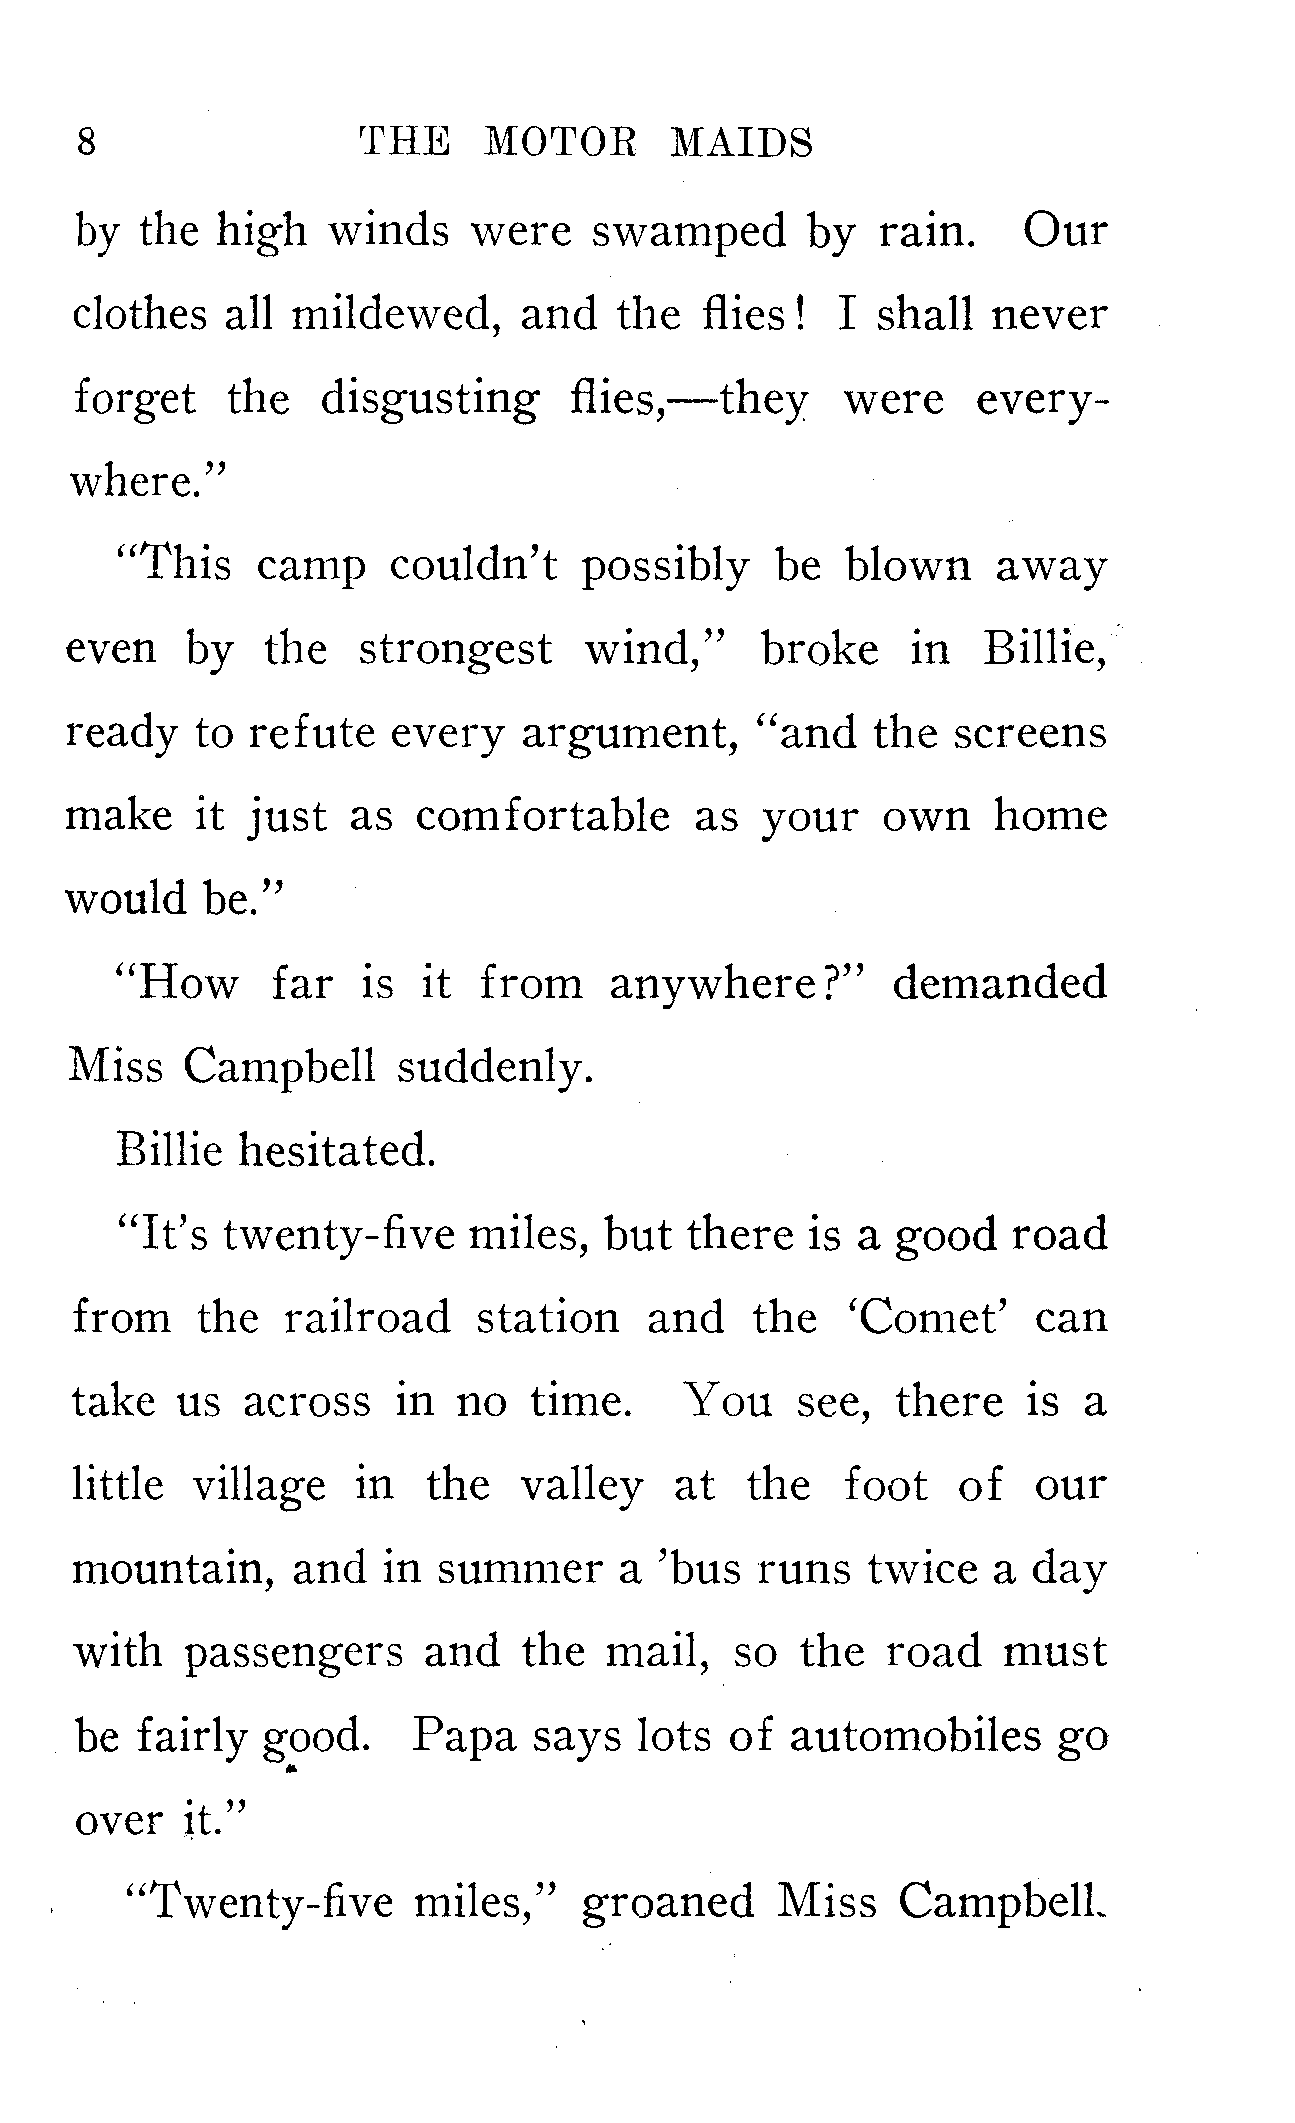 8 THE MOTOR MAIDS
by the high winds were swamped by rain. Our
clothes all mildewed, and the flies! I shall never
forget the disgusting flies,—they were every-
where.”
“This camp couldn’t possibly be blown away
even by the strongest wind,” broke in Billie,
ready to refute every argument, “and the screens
make it just as comfortable as your own home
would be.”
“How far is it from anywhere?” demanded
Miss Campbell suddenly.
Billie hesitated.
“It’s twenty-five miles, but there is a good road
from the railroad station and the ‘Comet’ can
take us across in no time. You see, there is a
little village in the valley at the foot of our
mountain, and in summer a ’bus runs twice a day
with passengers and the mail, so the road must
be fairly good. Papa says lots of automobiles go
over it.”
“Twenty-five miles,” groaned Miss Campbell.